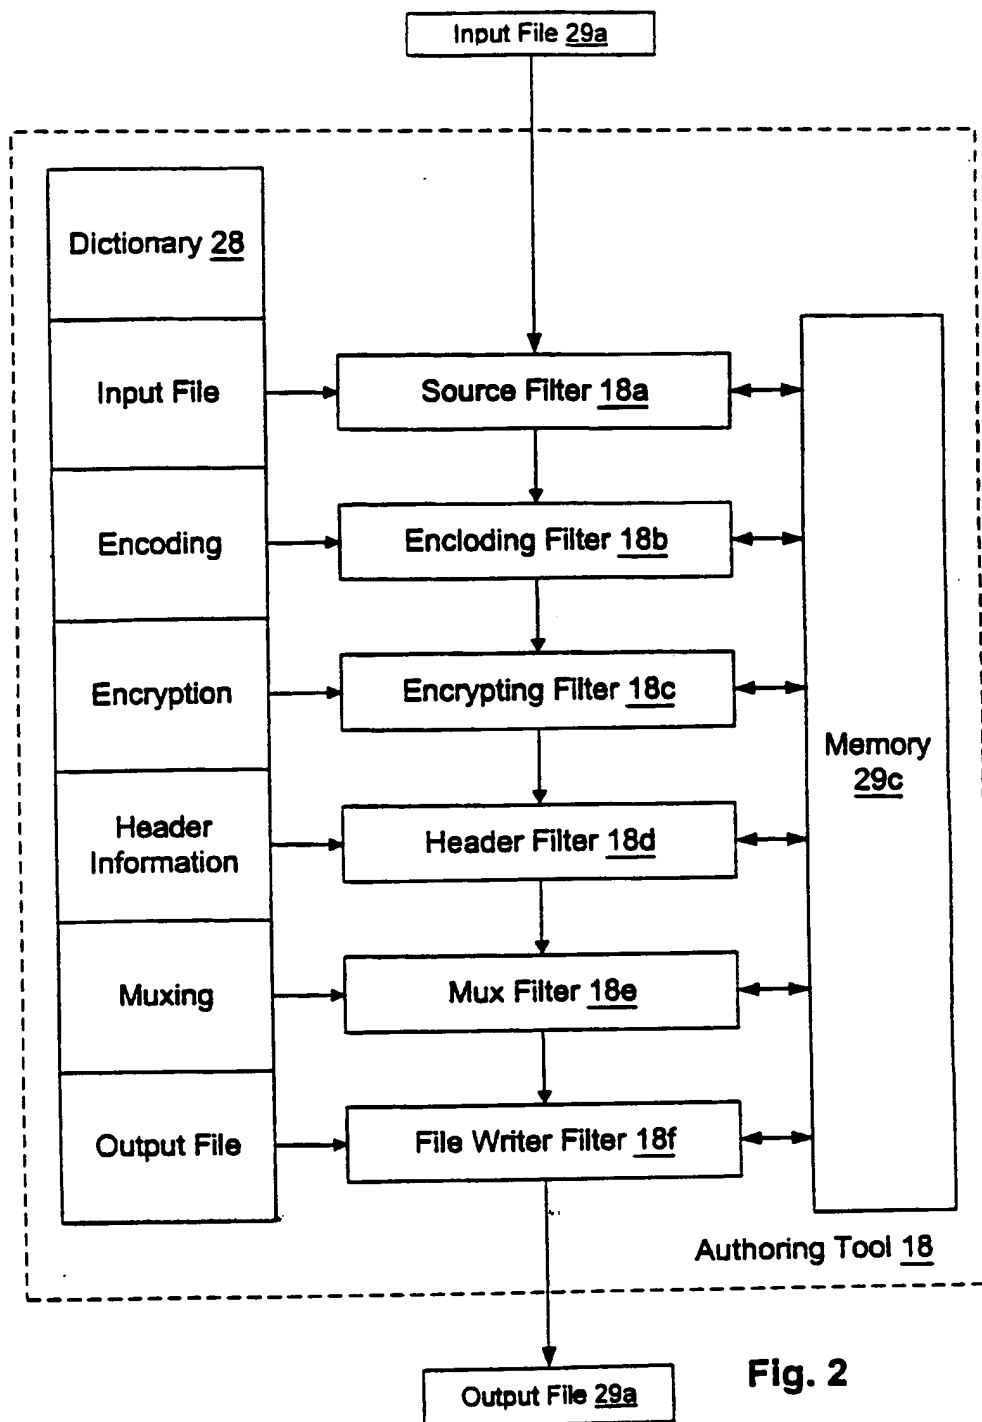 Input File 29a
Dictionary 28
Input File
Source Filter 18a
Encoding
Encloding Filter 18b
Encryption
Encrypting Filter 18c
Memory
29c
Header
Information
Header Filter 18d
Muxing
Mux Filter 18e
Output File
File Writer Filter 18f
Authoring Tool 18
Output File 29a
Fig. 2